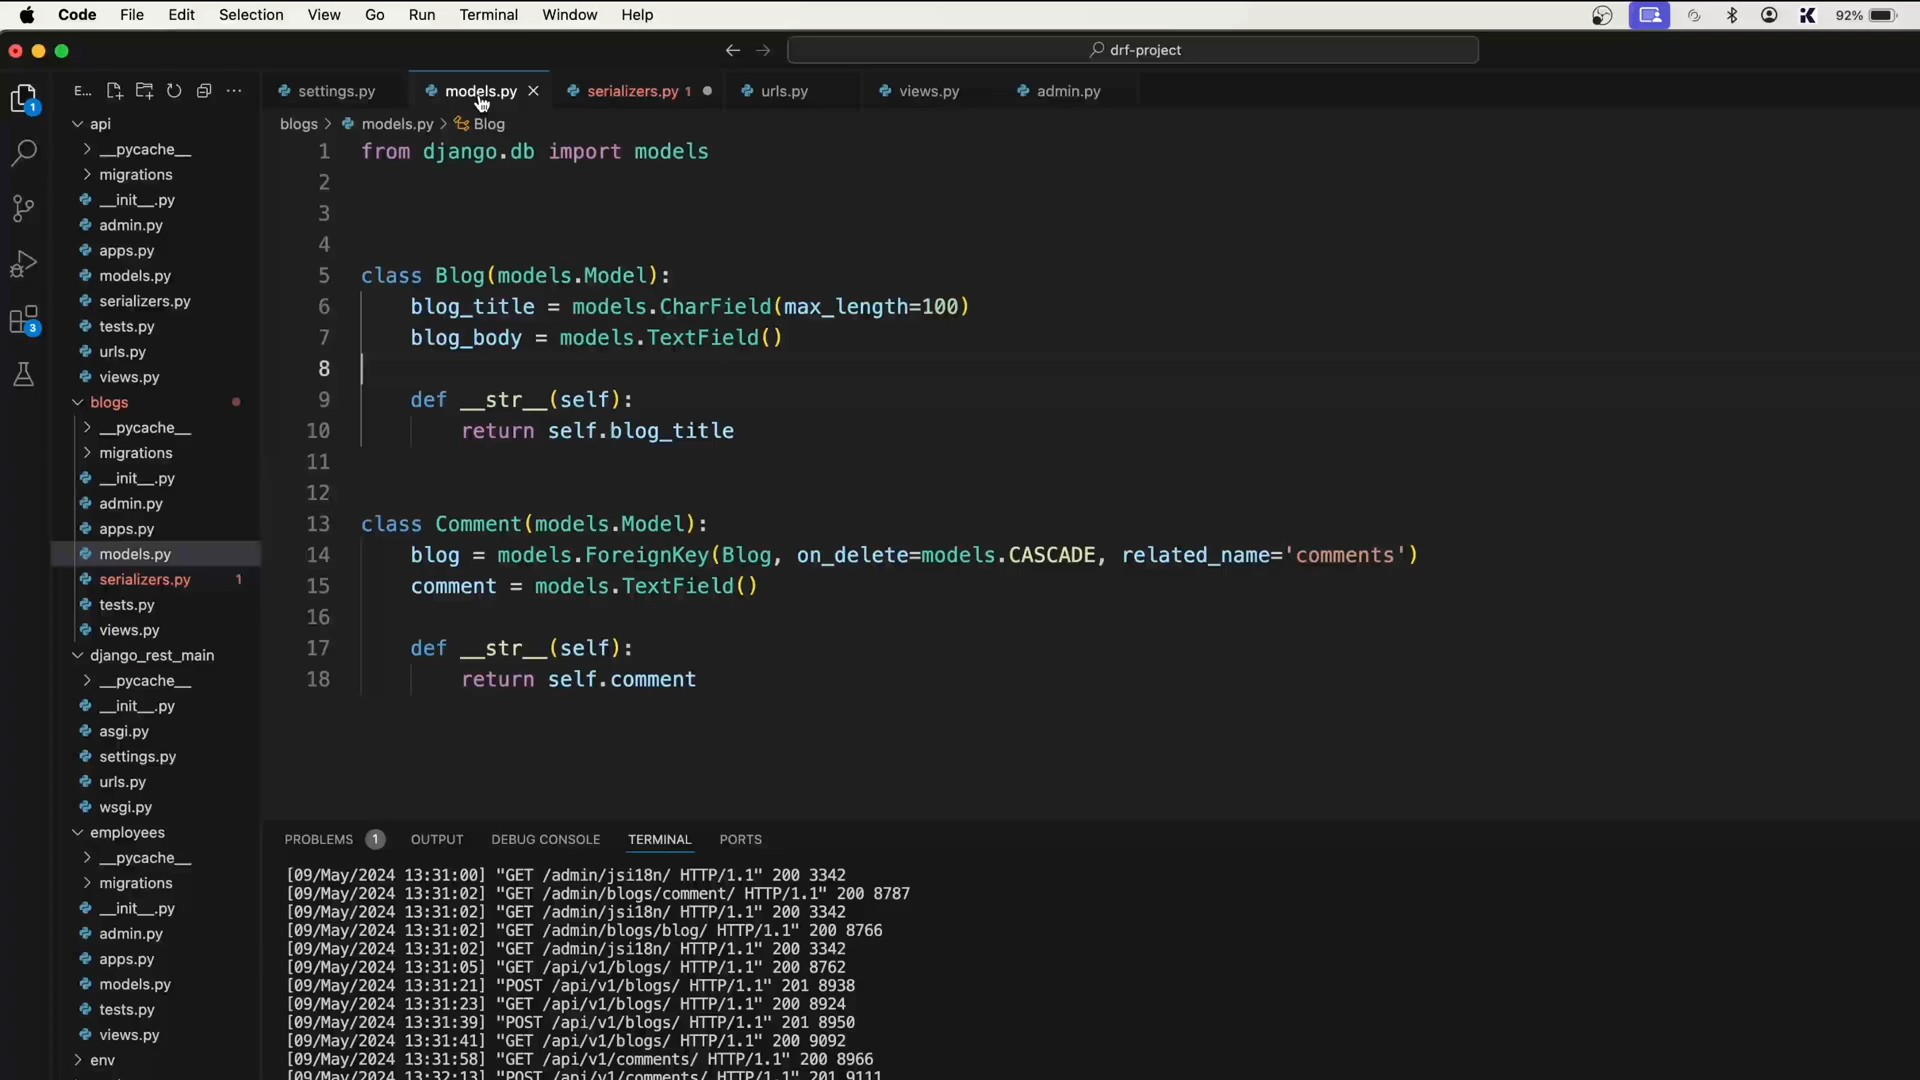 Code File Edit Selection View Go Run Terminal Window Help 92%
drf-project
E... settings.py models.py serializers.py 1 urls.py views.py admin.py
blogs > models.py > Blog
api
__pycache__
migrations
__init__.py
admin.py
apps.py
models.py
serializers.py
tests.py
urls.py
views.py
blogs
__pycache__
migrations
__init__.py
admin.py
apps.py
models.py
serializers.py 1
tests.py
views.py
django_rest_main
__pycache__
__init__.py
asgi.py
settings.py
urls.py
wsgi.py
employees
__pycache__
migrations
__init__.py
admin.py
apps.py
models.py
tests.py
views.py
env
1
3
1 from django.db import models
2
3
4
5 class Blog(models.Model):
6 blog_title = models.CharField(max_length=100)
7 blog_body = models.TextField()
8
9 def __str__(self):
10 return self.blog_title
11
12
13 class Comment(models.Model):
14 blog = models.ForeignKey(Blog, on_delete=models.CASCADE, related_name='comments')
15 comment = models.TextField()
16
17 def __str__(self):
18 return self.comment
PROBLEMS 1 OUTPUT DEBUG CONSOLE TERMINAL PORTS
[09/May/2024 13:31:00] "GET /admin/jsi18n/ HTTP/1.1" 200 3342
[09/May/2024 13:31:02] "GET /admin/blogs/comment/ HTTP/1.1" 200 8787
[09/May/2024 13:31:02] "GET /admin/jsi18n/ HTTP/1.1" 200 3342
[09/May/2024 13:31:02] "GET /admin/blogs/blog/ HTTP/1.1" 200 8766
[09/May/2024 13:31:02] "GET /admin/jsi18n/ HTTP/1.1" 200 3342
[09/May/2024 13:31:05] "GET /api/v1/blogs/ HTTP/1.1" 200 8762
[09/May/2024 13:31:21] "POST /api/v1/blogs/ HTTP/1.1" 201 8938
[09/May/2024 13:31:23] "GET /api/v1/blogs/ HTTP/1.1" 200 8924
[09/May/2024 13:31:39] "POST /api/v1/blogs/ HTTP/1.1" 201 8950
[09/May/2024 13:31:41] "GET /api/v1/blogs/ HTTP/1.1" 200 9092
[09/May/2024 13:31:58] "GET /api/v1/comments/ HTTP/1.1" 200 8966
[09/May/2024 13:32:13] "POST /api/v1/comments/ HTTP/1.1" 201 9111